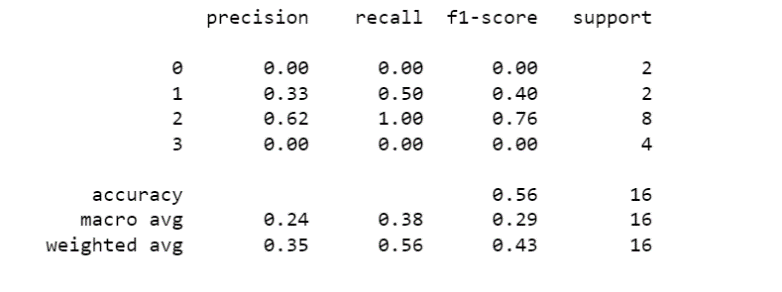 precision recall f1-score support
0 0.00 0.00 0.00 2
1 0.33 0.50 0.40 2
2 0.62 1.00 0.76 8
3 0.00 0.00 0.00 4
accuracy 0.56 16
macro avg 0.24 0.38 0.29 16
weighted avg 0.35 0.56 0.43 16